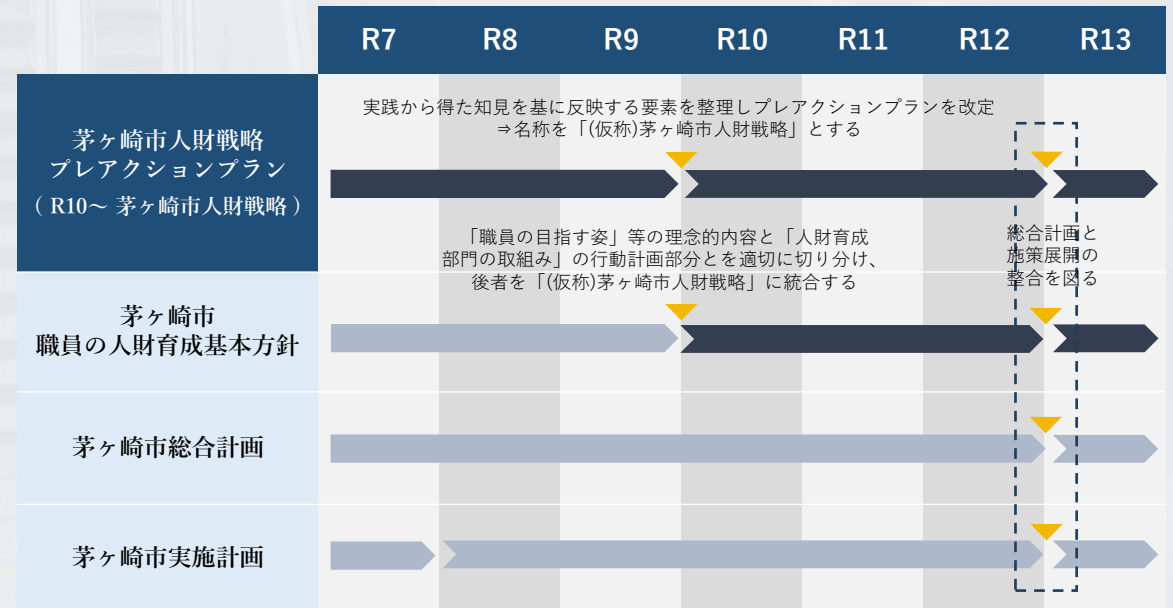 R7 R8 R9 R10 R11 R12 R13
茅ヶ崎市人財戦略
プレアクションプラン
（ R10～ 茅ヶ崎市人財戦略 ）
実践から得た知見を基に反映する要素を整理しプレアクションプランを改定
⇒名称を「(仮称)茅ヶ崎市人財戦略」とする
「職員の目指す姿」等の理念的内容と「人財育成
部門の取組み」の行動計画部分とを適切に切り分け、
後者を「(仮称)茅ヶ崎市人財戦略」に統合する
総合計画と
施策展開の
整合を図る
茅ヶ崎市
職員の人財育成基本方針
茅ヶ崎市総合計画
茅ヶ崎市実施計画